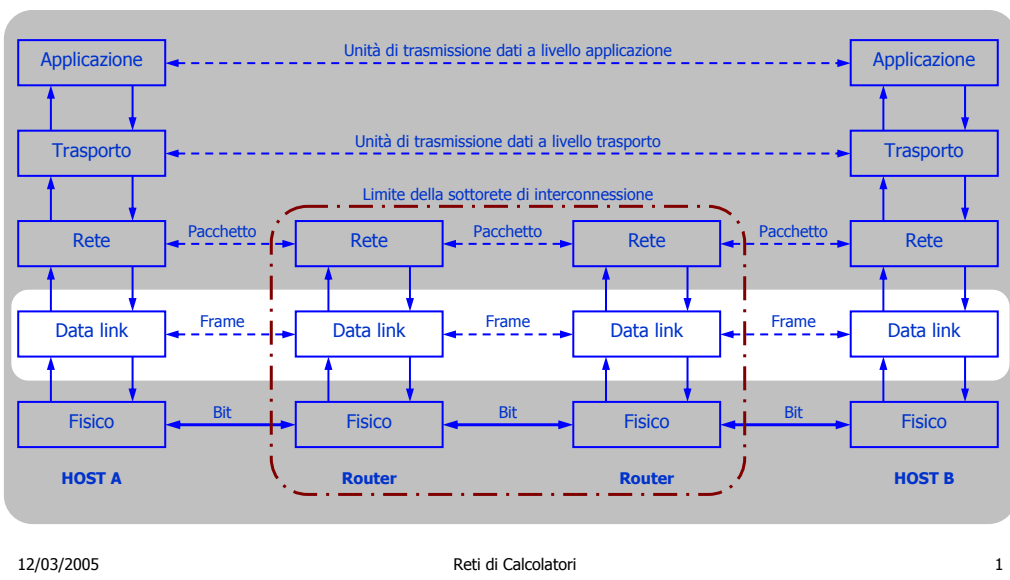 Unità di trasmissione dati a livello applicazione
Applicazione
Applicazione
Unità di trasmissione dati a livello trasporto
Trasporto
Trasporto
Limite della sottorete di interconnessione
Rete
Pacchetto
Rete
Pacchetto
Rete
Pacchetto
Rete
Data link
Frame
Data link
Frame
Data link
Frame
Data link
Fisico
Bit
Fisico
Bit
Fisico
Bit
Fisico
HOST A
Router
Router
HOST B
12/03/2005
Reti di Calcolatori
1